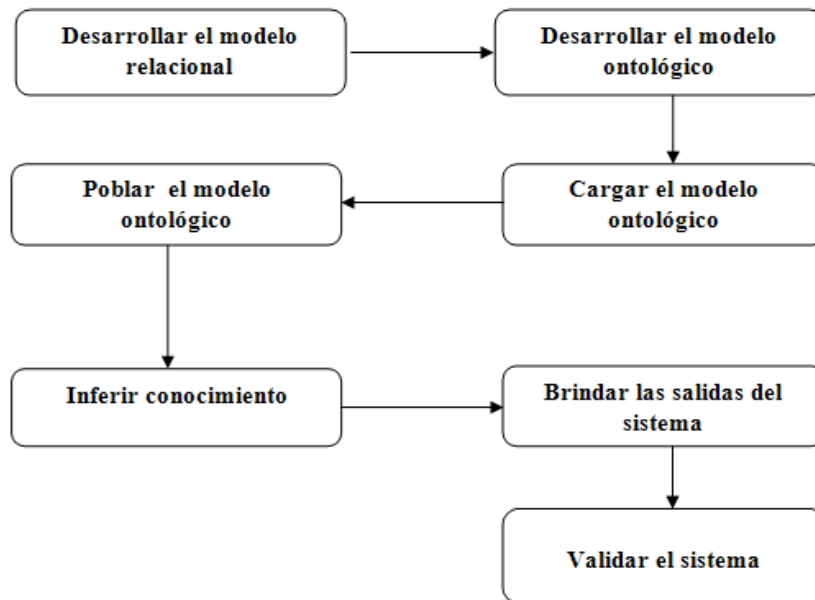 Desarrollar el modelo
relacional
Desarrollar el modelo
ontológico
Cargar el modelo
ontológico
Poblar el modelo
ontológico
Inferir conocimiento
Brindar las salidas del
sistema
Validar el sistema